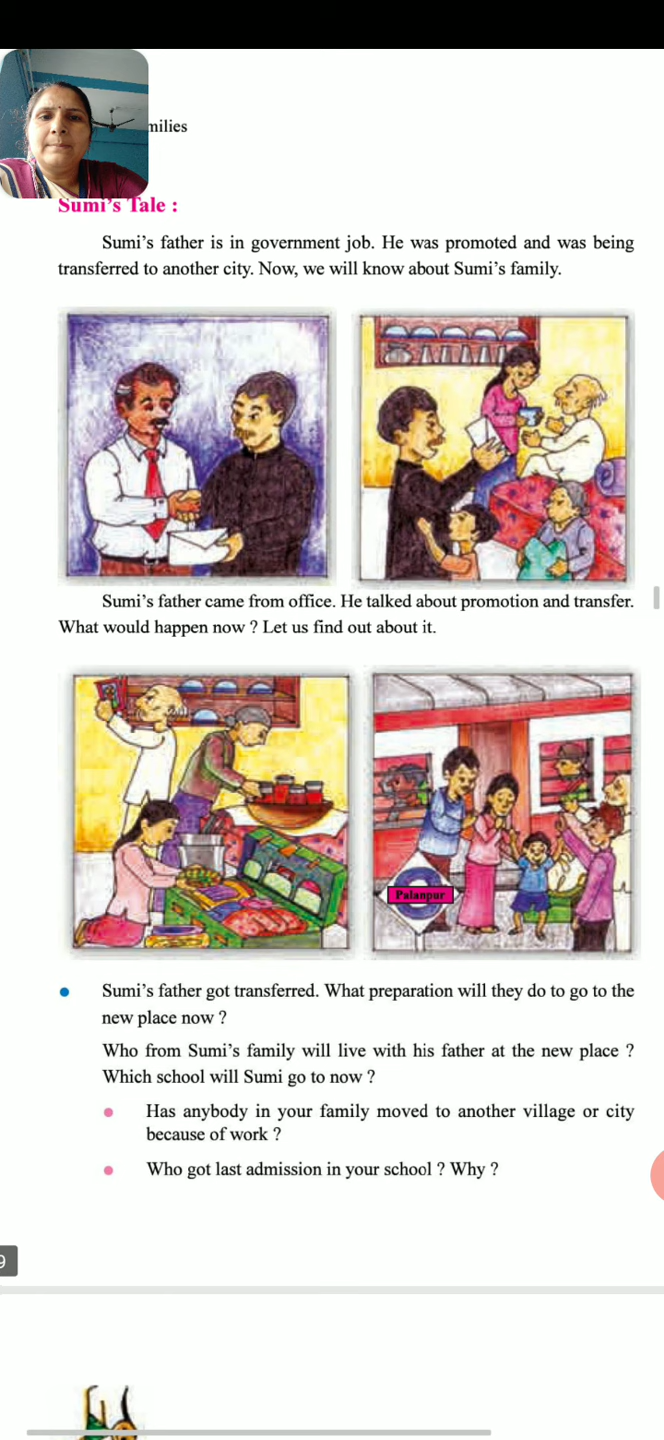 milies
Sumi's Tale :
Sumi's father is in government job. He was promoted and was being
transferred to another city. Now, we will know about Sumi's family.
Sumi's father came from office. He talked about promotion and transfer.
What would happen now ? Let us find out about it.
Palanpur
Sumi's father got transferred. What preparation will they do to go to the
new place now ?
Who from Sumi's family will live with his father at the new place ?
Which school will Sumi go to now ?
Has anybody in your family moved to another village or city
because of work ?
Who got last admission in your school ? Why ?
9